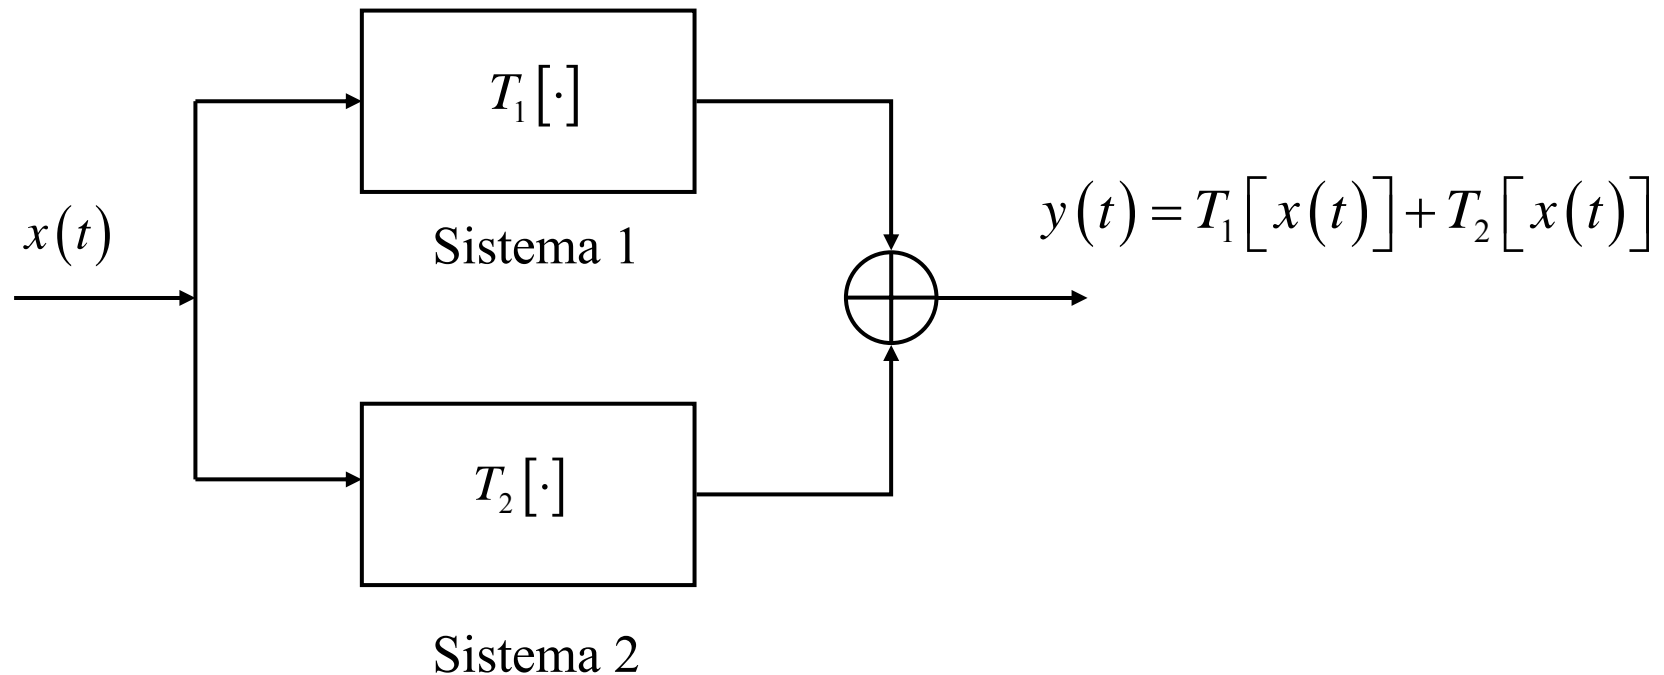 T₁[·]
x(t)
Sistema 1
y(t) = T₁[x(t)] + T₂[x(t)]
T₂[·]
Sistema 2